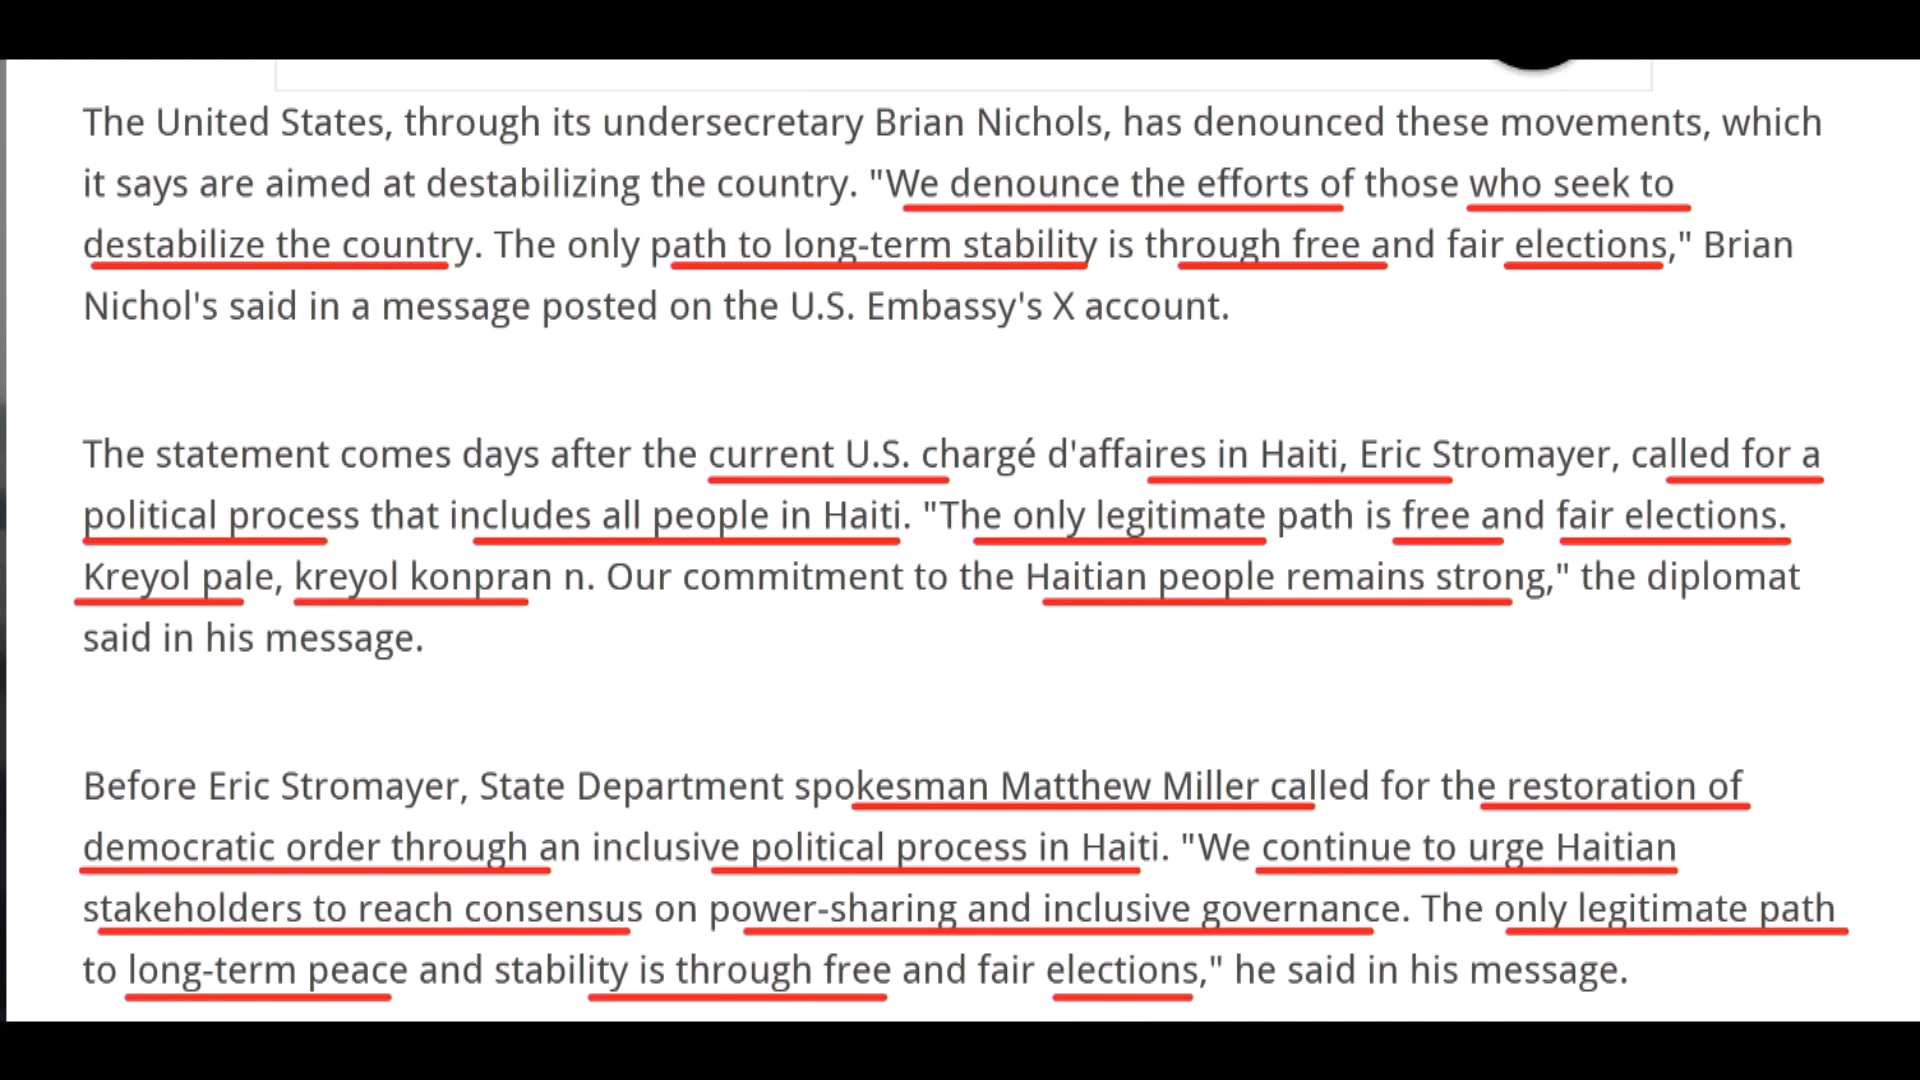 The United States, through its undersecretary Brian Nichols, has denounced these movements, which
it says are aimed at destabilizing the country. "We denounce the efforts of those who seek to
destabilize the country. The only path to long-term stability is through free and fair elections," Brian
Nichol's said in a message posted on the U.S. Embassy's X account.
The statement comes days after the current U.S. chargé d'affaires in Haiti, Eric Stromayer, called for a
political process that includes all people in Haiti. "The only legitimate path is free and fair elections.
Kreyol pale, kreyol konpran n. Our commitment to the Haitian people remains strong," the diplomat
said in his message.
Before Eric Stromayer, State Department spokesman Matthew Miller called for the restoration of
democratic order through an inclusive political process in Haiti. "We continue to urge Haitian
stakeholders to reach consensus on power-sharing and inclusive governance. The only legitimate path
to long-term peace and stability is through free and fair elections," he said in his message.